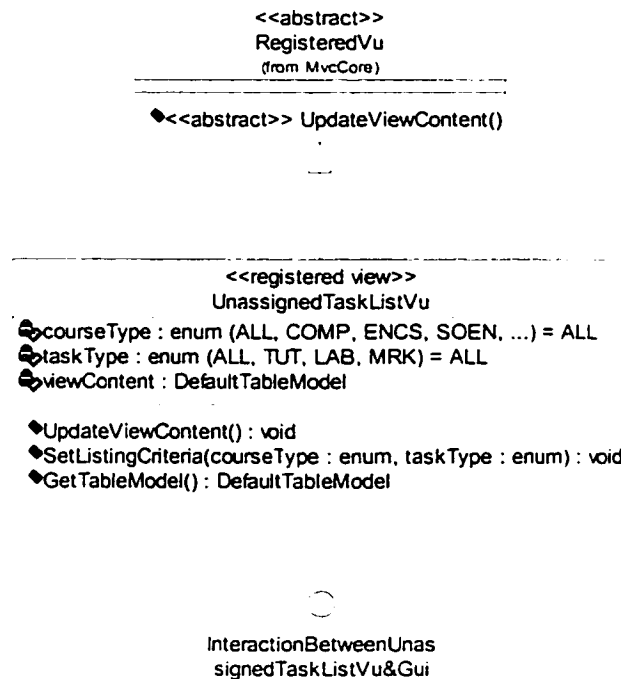 <<abstract>>
RegisteredVu
(from MvcCore)
<<abstract>> UpdateViewContent()
<<registered view>>
UnassignedTaskListVu
courseType : enum (ALL, COMP, ENCS, SOEN, ...) = ALL
taskType : enum (ALL, TUT, LAB, MRK) = ALL
viewContent : DefaultTableModel
UpdateViewContent() : void
SetListingCriteria(courseType : enum, taskType : enum) : void
GetTableModel() : DefaultTableModel
InteractionBetweenUnas
signedTaskListVu&Gui